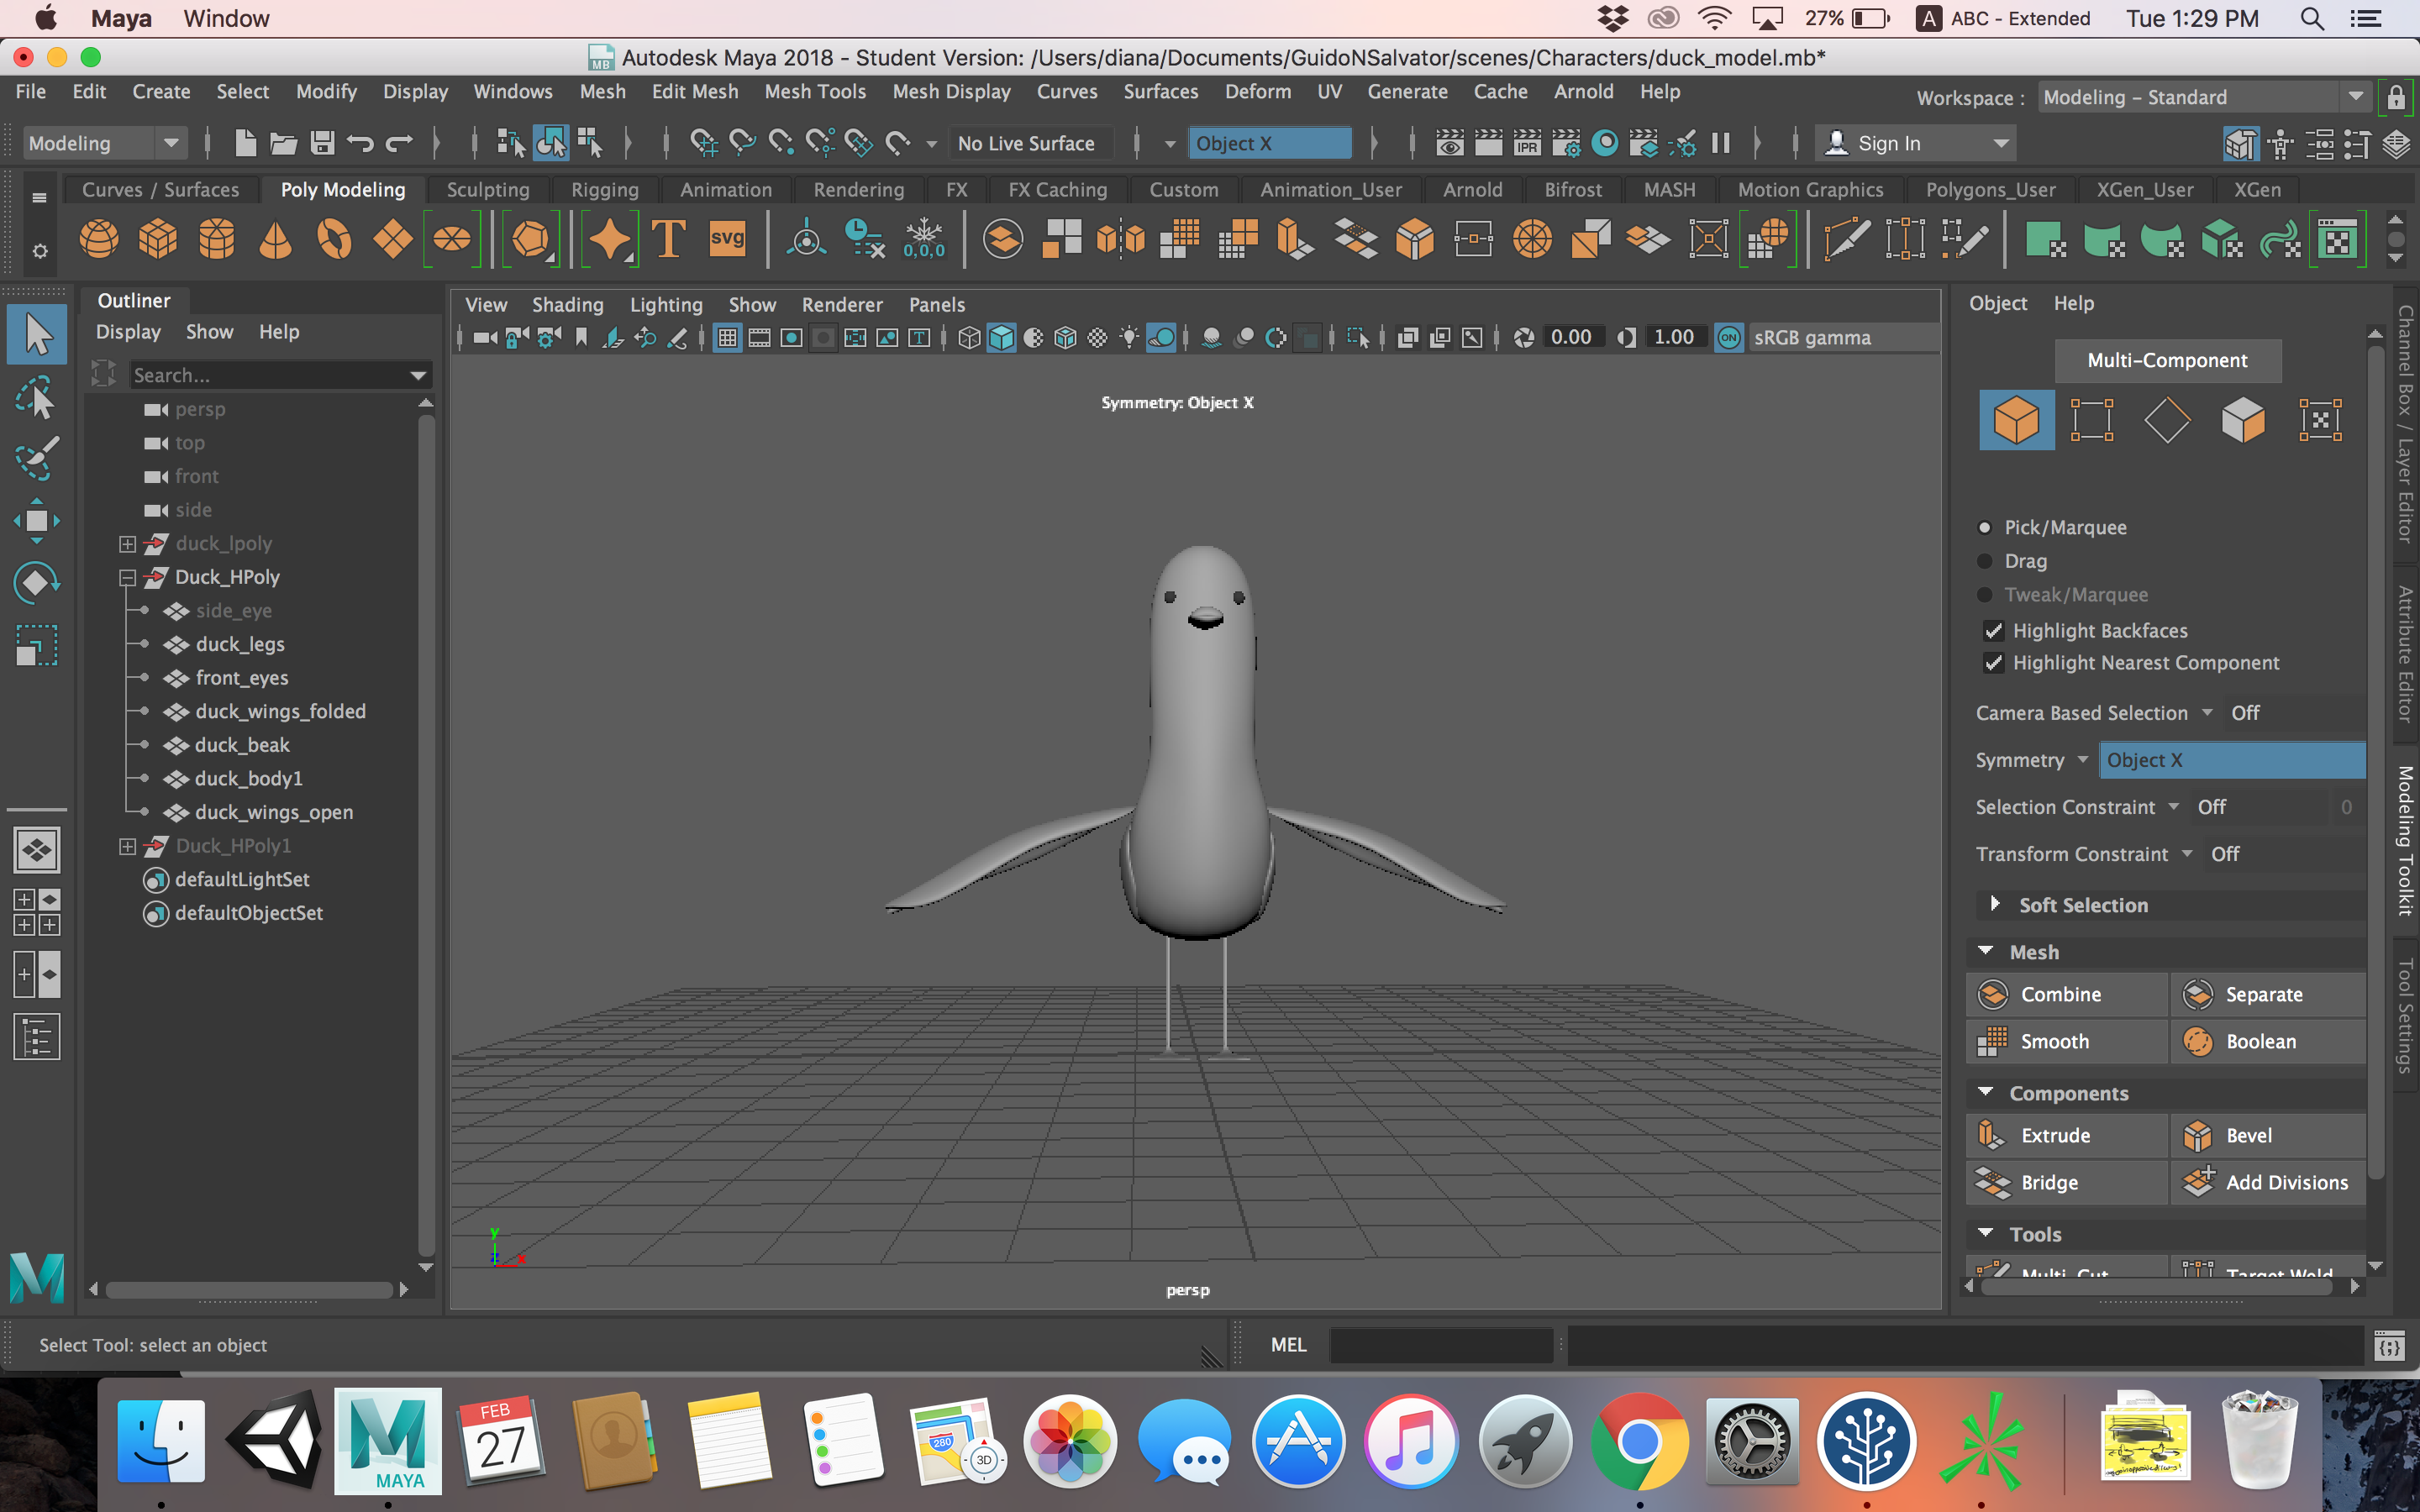 Maya Window 27% A ABC - Extended Tue 1:29 PM
MB Autodesk Maya 2018 - Student Version: /Users/diana/Documents/GuidoNSalvator/scenes/Characters/duck_model.mb*
File Edit Create Select Modify Display Windows Mesh Edit Mesh Mesh Tools Mesh Display Curves Surfaces Deform UV Generate Cache Arnold Help Workspace : Modeling - Standard
Modeling No Live Surface Object X IPR Sign In
Curves / Surfaces Poly Modeling Sculpting Rigging Animation Rendering FX FX Caching Custom Animation_User Arnold Bifrost MASH Motion Graphics Polygons_User XGen_User XGen
T svg 0,0,0
Outliner
Display Show Help
Search...
persp
top
front
side
duck_lpoly
Duck_HPoly
side_eye
duck_legs
front_eyes
duck_wings_folded
duck_beak
duck_body1
duck_wings_open
Duck_HPoly1
defaultLightSet
defaultObjectSet
View Shading Lighting Show Renderer Panels
T 0.00 1.00 ON sRGB gamma
Symmetry: Object X
y
z x
persp
Object Help
Multi-Component
Pick/Marquee
Drag
Tweak/Marquee
Highlight Backfaces
Highlight Nearest Component
Camera Based Selection Off
Symmetry Object X
Selection Constraint Off 0
Transform Constraint Off
Soft Selection
Mesh
Combine Separate
Smooth Boolean
Components
Extrude Bevel
Bridge Add Divisions
Tools
Multi-Cut Target Weld
Channel Box / Layer Editor
Attribute Editor
Modeling Toolkit
Tool Settings
M
Select Tool: select an object MEL {;}
M MAYA
FEB
27
280
3D